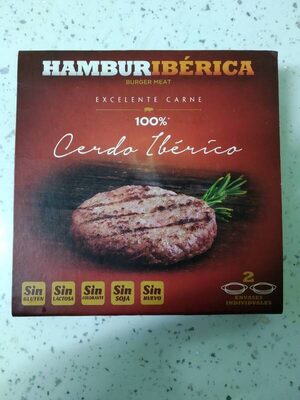 HAMBURIBÉRICA
BURGER MEAT
EXCELENTE CARNE
100%*
Cerdo Ibérico
Sin GLUTEN
Sin LACTOSA
Sin COLORANTE
Sin SOJA
Sin HUEVO
2
ENVASES
INDIVIDUALES